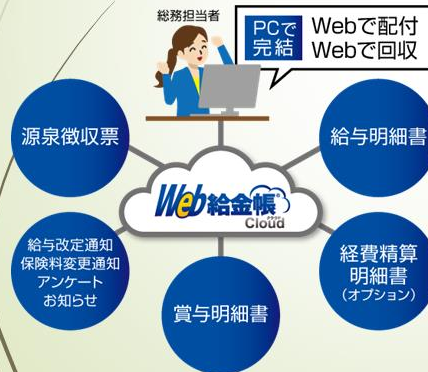 総務担当者
PCで
完結
Webで配付
Webで回収
源泉徴収票
給与明細書
Web給金帳®
クラウド
Cloud
給与改定通知
保険料変更通知
アンケート
お知らせ
経費精算
明細書
(オプション)
賞与明細書